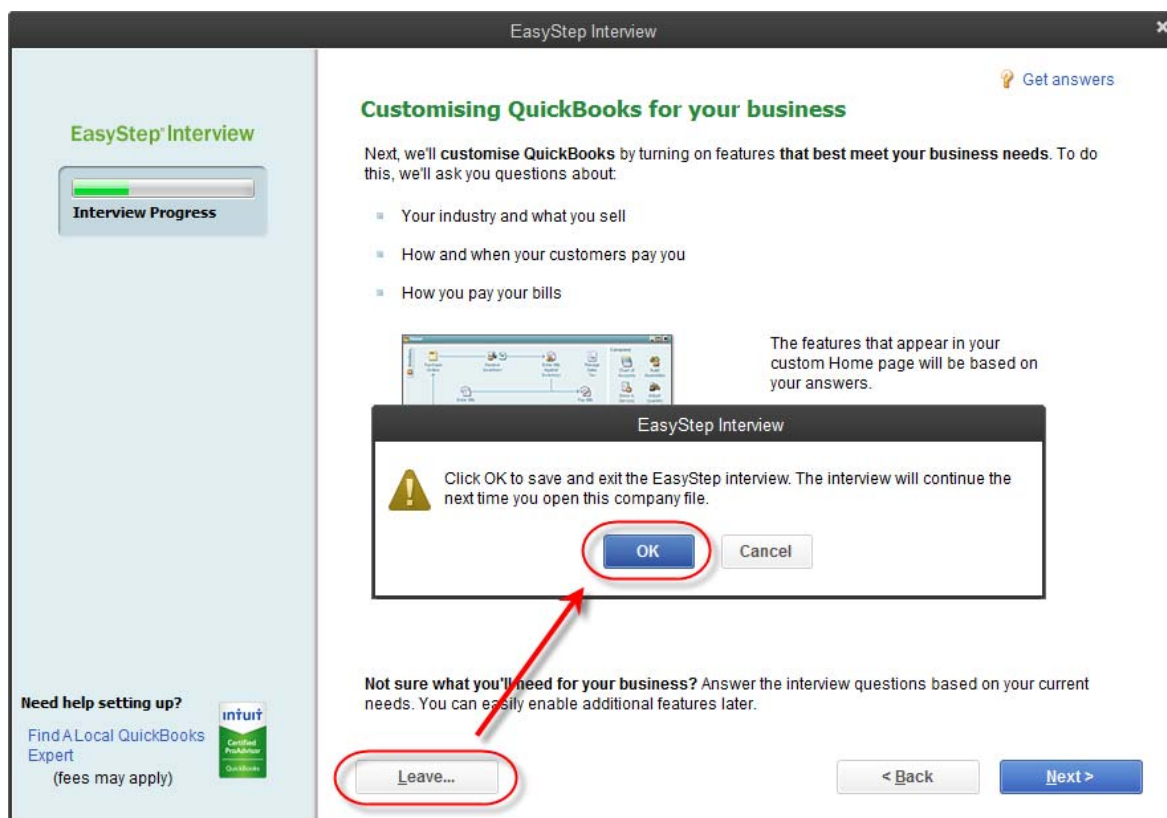 EasyStep Interview
Get answers
EasyStep® Interview
Interview Progress
Customising QuickBooks for your business
Next, we'll customise QuickBooks by turning on features that best meet your business needs. To do
this, we'll ask you questions about:
Your industry and what you sell
How and when your customers pay you
How you pay your bills
The features that appear in your
custom Home page will be based on
your answers.
EasyStep Interview
Click OK to save and exit the EasyStep interview. The interview will continue the
next time you open this company file.
OK
Cancel
Not sure what you'll need for your business? Answer the interview questions based on your current
needs. You can easily enable additional features later.
Need help setting up?
Find A Local QuickBooks
Expert
(fees may apply)
intuit
Certified
ProAdvisor
QuickBooks
Leave...
< Back
Next >